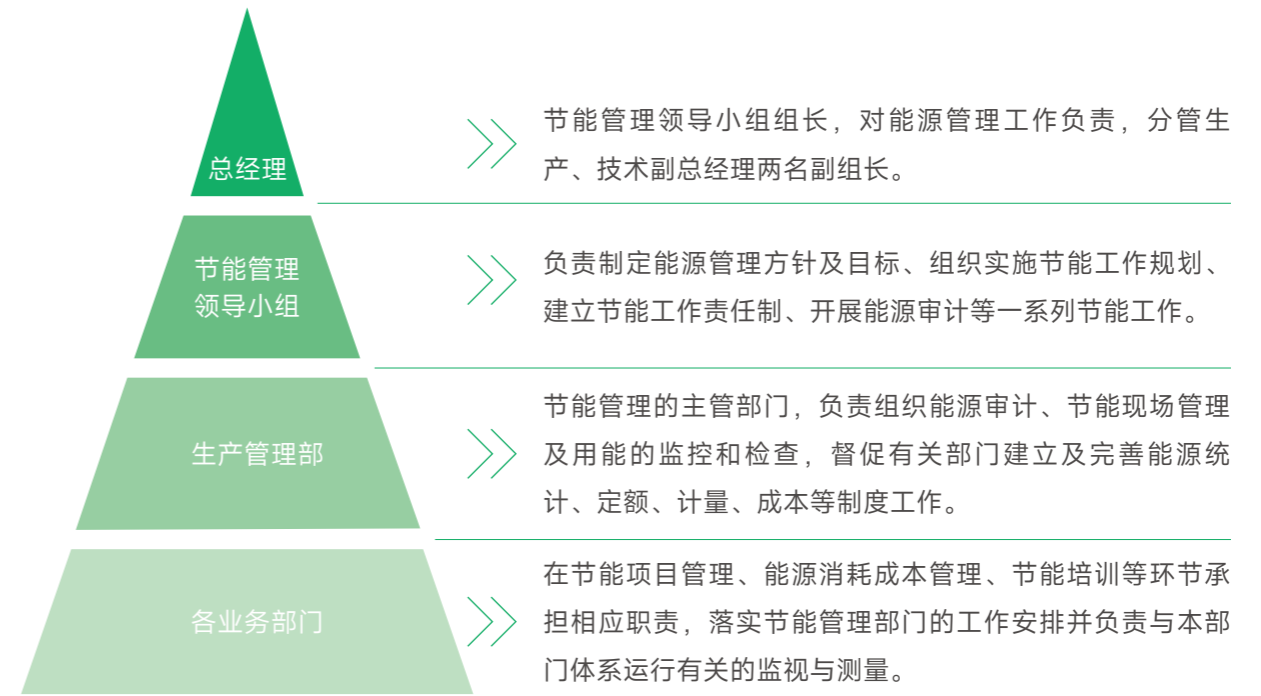 总经理
节能管理领导小组组长，对能源管理工作负责，分管生
产、技术副总经理两名副组长。
节能管理
领导小组
负责制定能源管理方针及目标、组织实施节能工作规划、
建立节能工作责任制、开展能源审计等一系列节能工作。
生产管理部
节能管理的主管部门，负责组织能源审计、节能现场管理
及用能的监控和检查，督促有关部门建立及完善能源统
计、定额、计量、成本等制度工作。
各业务部门
在节能项目管理、能源消耗成本管理、节能培训等环节承
担相应职责，落实节能管理部门的工作安排并负责与本部
门体系运行有关的监视与测量。